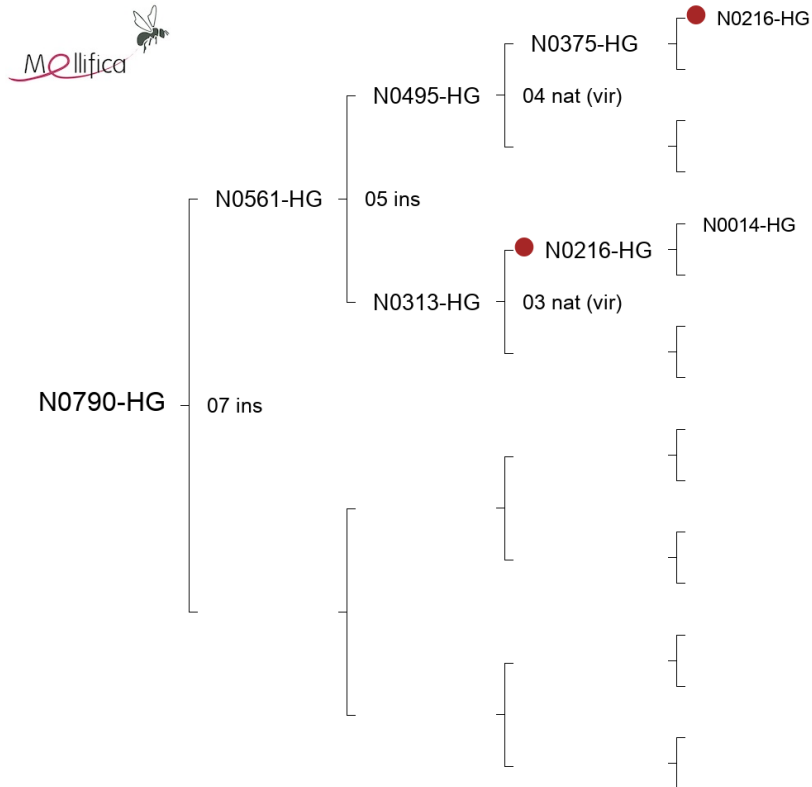 Mellifica
N0216-HG
N0375-HG
N0495-HG
04 nat (vir)
N0561-HG
05 ins
N0014-HG
N0216-HG
N0313-HG
03 nat (vir)
N0790-HG
07 ins